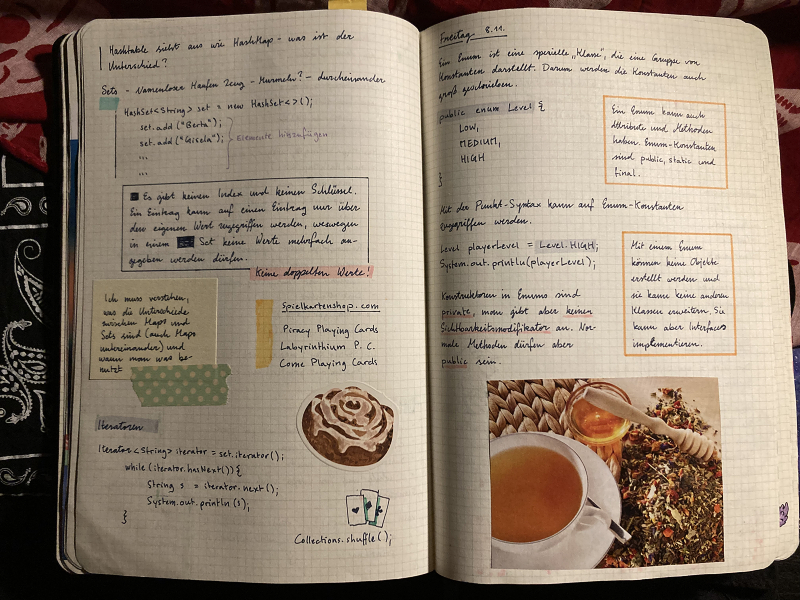 Hashtable sieht aus wie HashMap - was ist der
Unterschied?
Sets - Namenloser Haufen Zeug - Murmeln? - durcheinander
HashSet<String> set = new HashSet<>();
set.add("Berta");
set.add("Gisela");
...
...
Elemente hinzufügen
Es gibt keinen Index und keinen Schlüssel.
Ein Eintrag kann auf einen Eintrag nur über
den eigenen Wert zugegriffen werden, weswegen
in einem Set keine Werte mehrfach an-
gegeben werden dürfen.
Keine doppelten Werte!
Ich muss verstehen,
was die Unterschiede
zwischen Maps und
Sets sind (auch Maps
untereinander) und
wann man was be-
nutzt
Spielkartenshop.com
Piracy Playing Cards
Labyrinthium P. C.
Come Playing Cards
Iteratoren
Iterator<String> iterator = set.iterator();
while (iterator.hasNext()){
String s = iterator.next();
System.out.println(s);
}
Collections.shuffle();
Freitag 8.11.
Ein Enum ist eine spezielle „Klasse", die eine Gruppe von
Konstanten darstellt. Darum werden die Konstanten auch
groß geschrieben.
public enum Level {
LOW,
MEDIUM,
HIGH
}
Ein Enum kann auch
Attribute und Methoden
haben. Enum-Konstanten
sind public, static und
final.
Mit der Punkt-Syntax kann auf Enum-Konstanten
zugegriffen werden.
Level playerLevel = Level.HIGH;
System.out.println(playerLevel);
Mit einem Enum
können keine Objekte
erstellt werden und
sie kann keine anderen
Klassen erweitern. Sie
kann aber Interfaces
implementieren.
Konstruktoren in Enums sind
private, man gibt aber keinen
Sichtbarkeitsmodifikator an. Nor-
male Methoden dürfen aber
public sein.